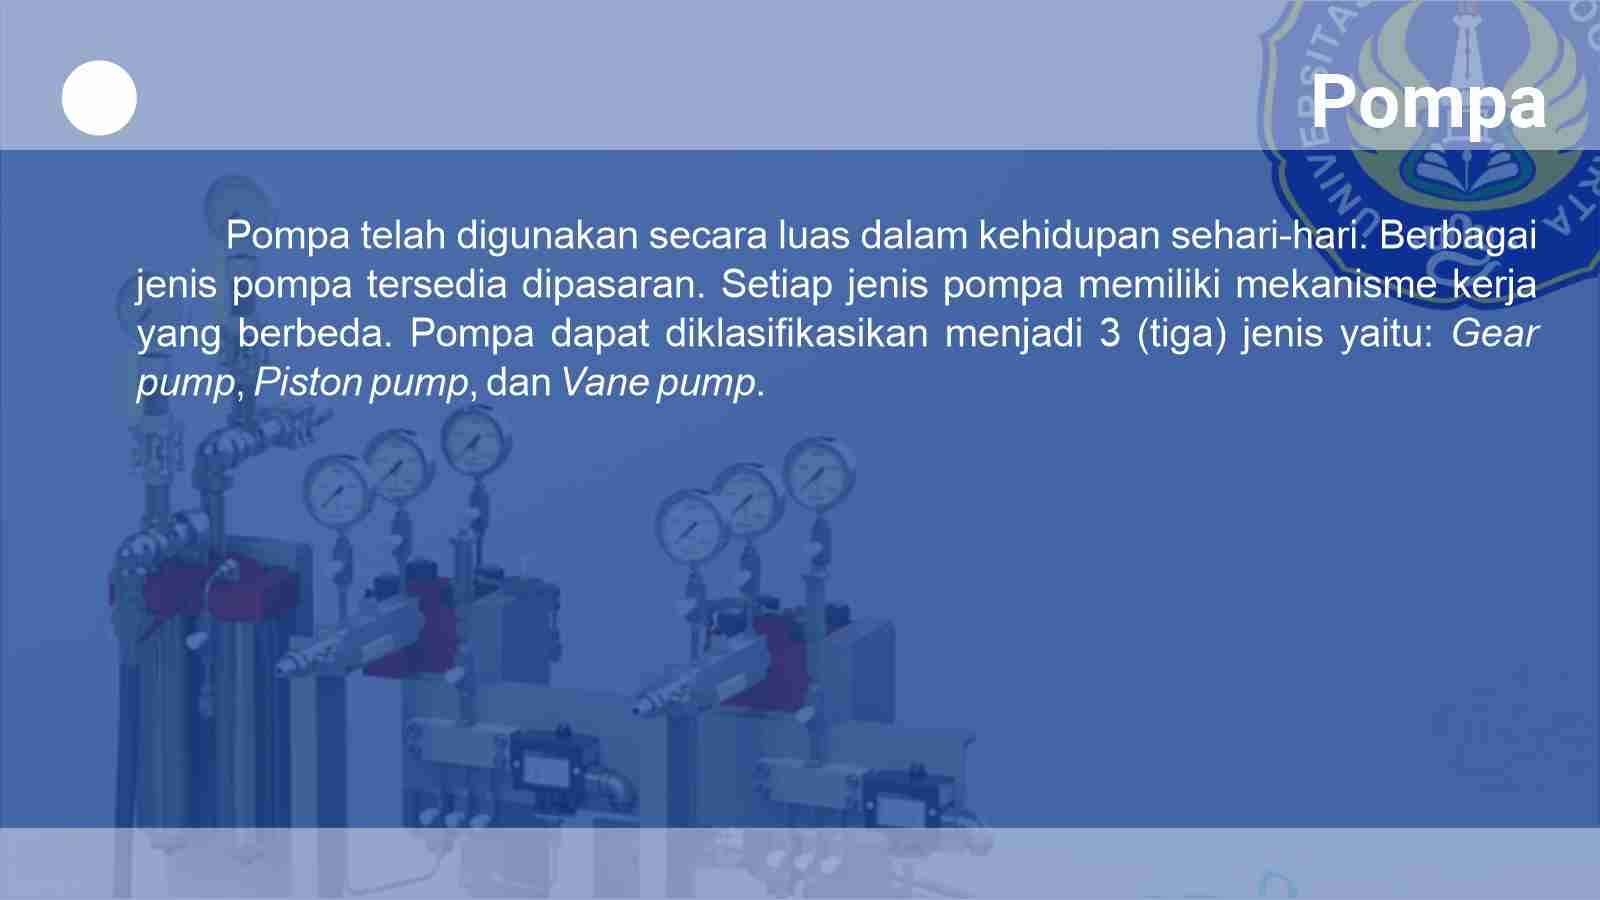 Pompa
Pompa telah digunakan secara luas dalam kehidupan sehari-hari. Berbagai
jenis pompa tersedia dipasaran. Setiap jenis pompa memiliki mekanisme kerja
yang berbeda. Pompa dapat diklasifikasikan menjadi 3 (tiga) jenis yaitu: Gear
pump, Piston pump, dan Vane pump.